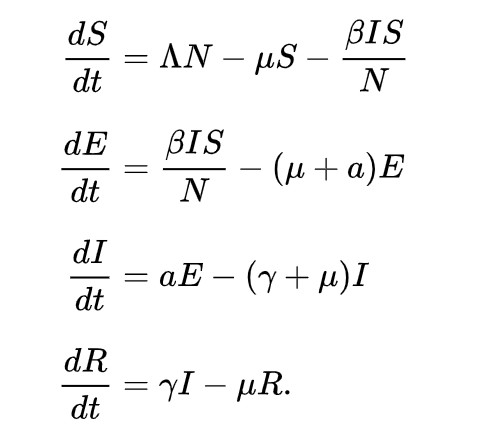 dS/dt = ΛN − μS − βIS/N
dE/dt = βIS/N − (μ + a)E
dI/dt = aE − (γ + μ)I
dR/dt = γI − μR.